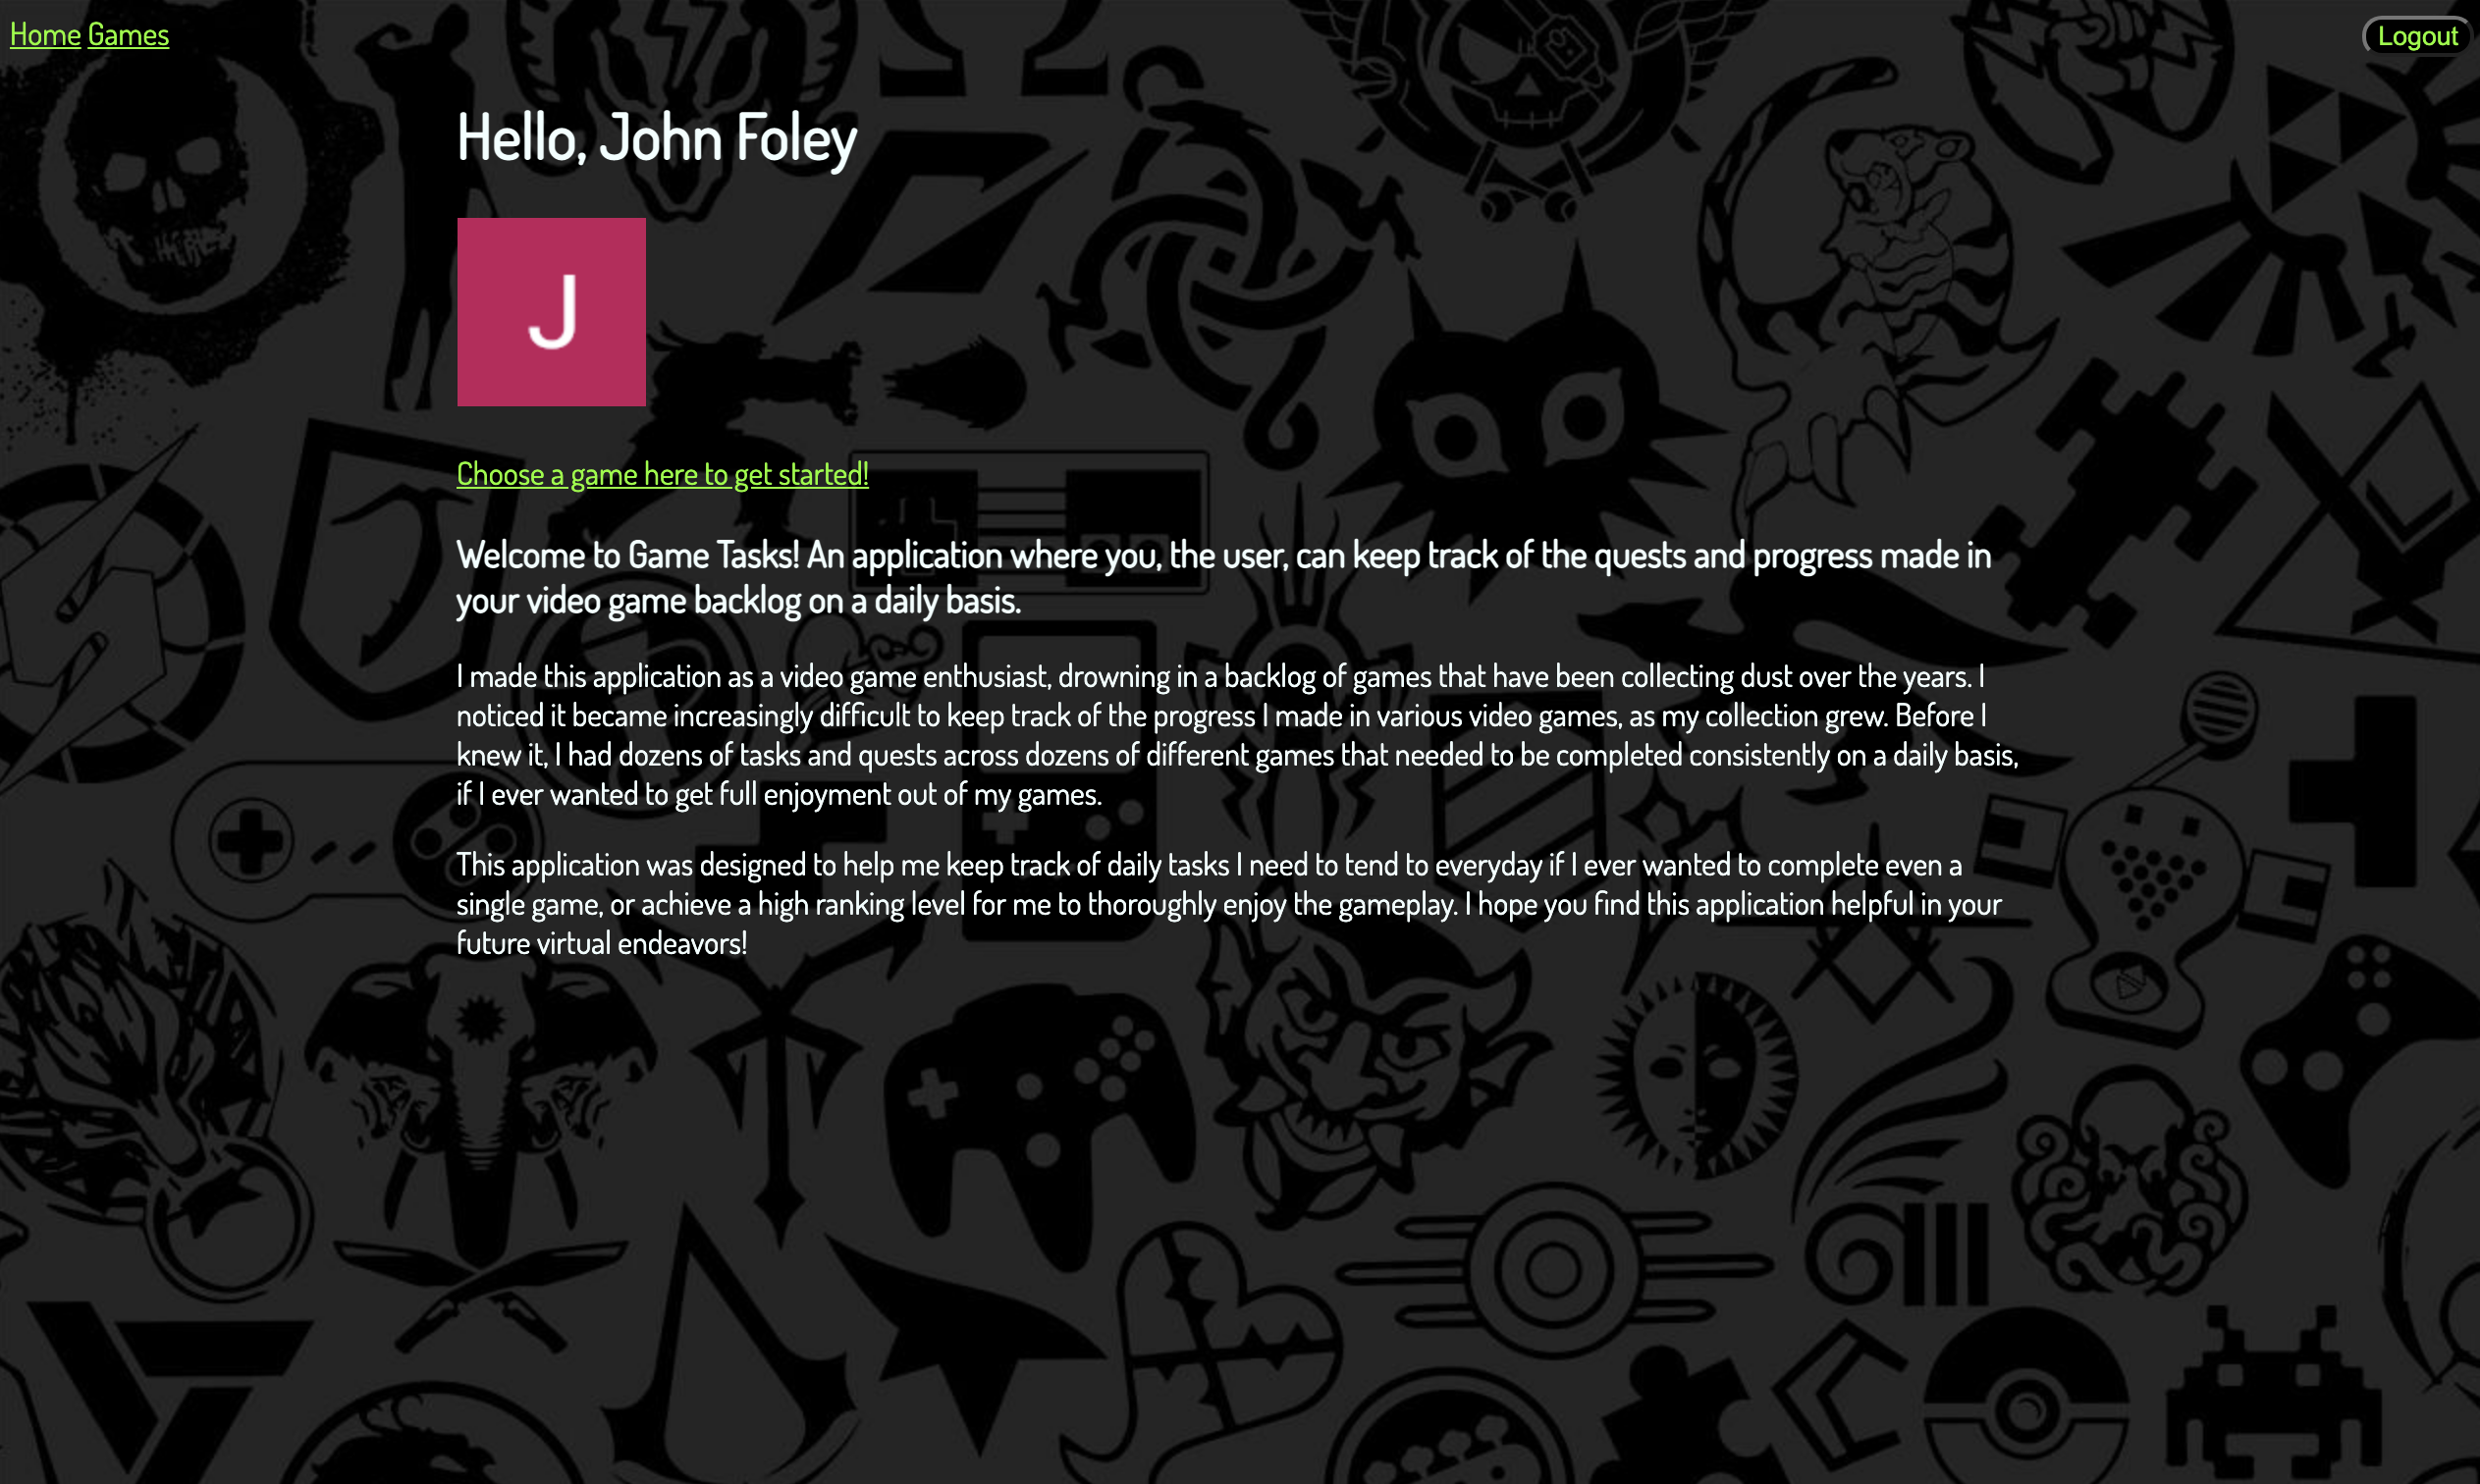 Home Games
Logout
Hello, John Foley
J
Choose a game here to get started!
Welcome to Game Tasks! An application where you, the user, can keep track of the quests and progress made in
your video game backlog on a daily basis.
I made this application as a video game enthusiast, drowning in a backlog of games that have been collecting dust over the years. I
noticed it became increasingly difficult to keep track of the progress I made in various video games, as my collection grew. Before I
knew it, I had dozens of tasks and quests across dozens of different games that needed to be completed consistently on a daily basis,
if I ever wanted to get full enjoyment out of my games.
This application was designed to help me keep track of daily tasks I need to tend to everyday if I ever wanted to complete even a
single game, or achieve a high ranking level for me to thoroughly enjoy the gameplay. I hope you find this application helpful in your
future virtual endeavors!